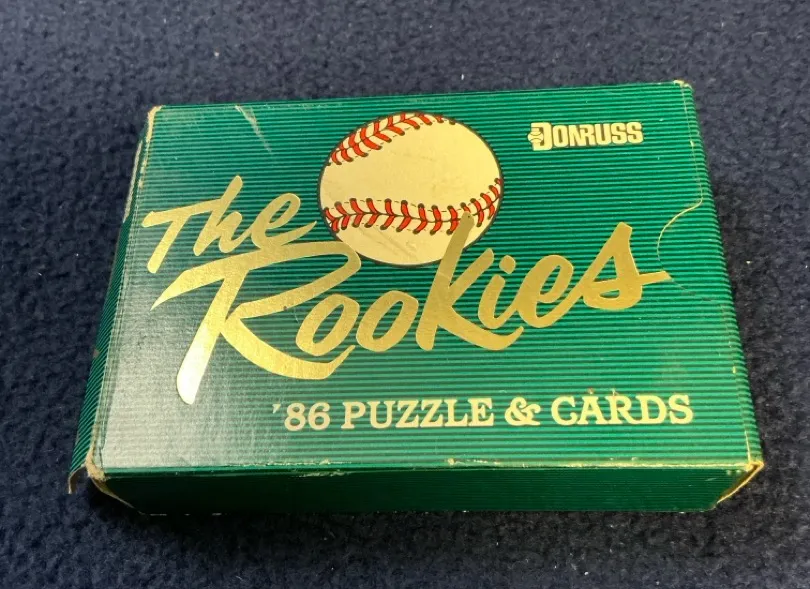 DONRUSS
The
Rookies
'86 PUZZLE & CARDS